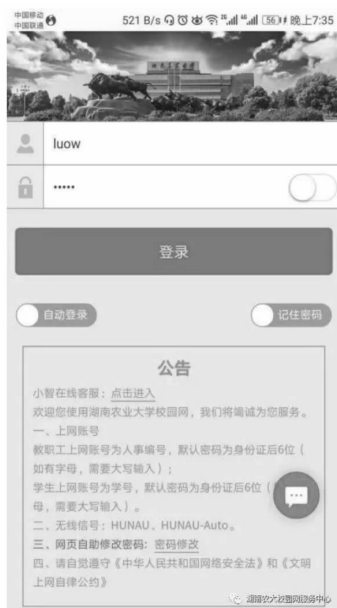 中国移动
中国联通
521 B/s 56 晚上7:35
luow
•••••
登录
自动登录
记住密码
公告
小智在线客服：点击进入
欢迎您使用湖南农业大学校园网，我们将竭诚为您服务。
一、上网账号
教职工上网账号为人事编号，默认密码为身份证后6位（
如有字母，需要大写输入）；
学生上网账号为学号，默认密码为身份证后6位（
母，需要大写输入）。
二、无线信号：HUNAU、HUNAU-Auto。
三、网页自助修改密码：密码修改
四、请自觉遵守《中华人民共和国网络安全法》和《文明
上网自律公约》
湖南农大校园网服务中心